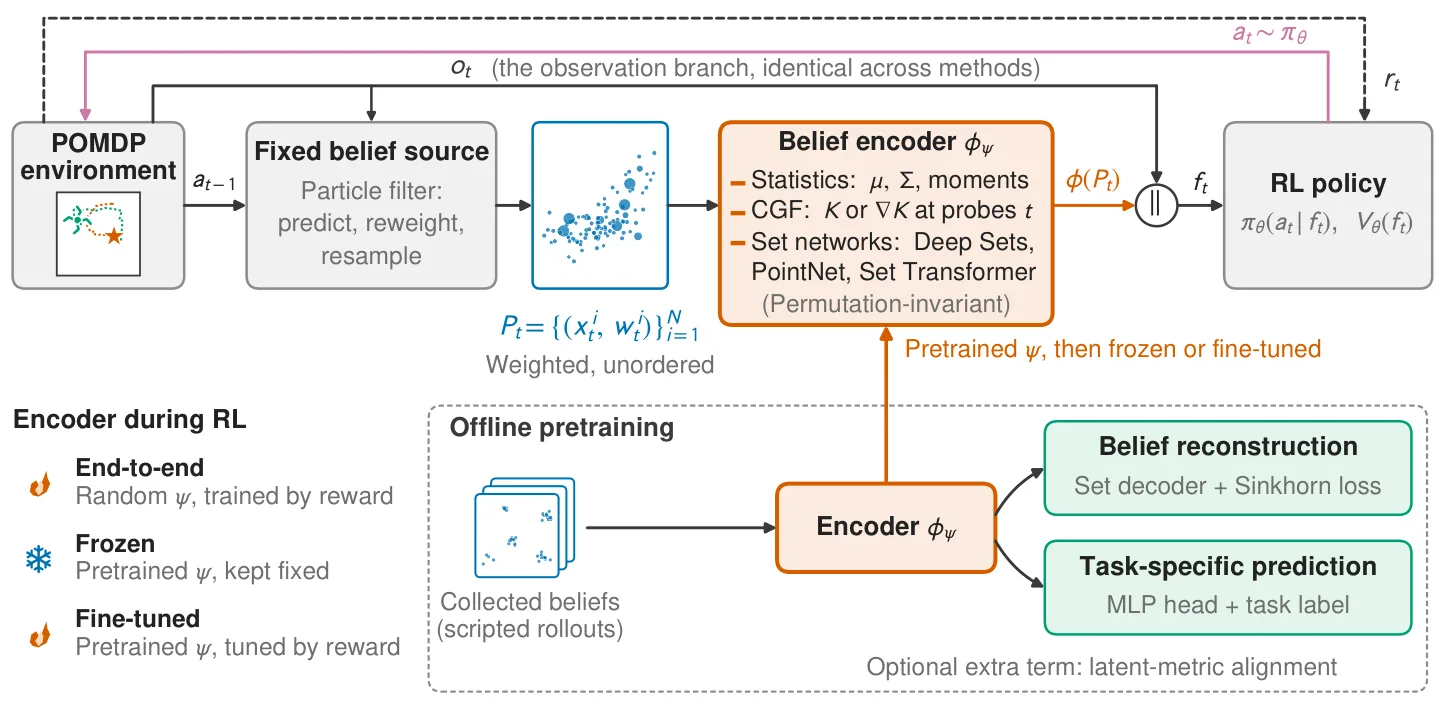 a_t ~ π_θ
o_t (the observation branch, identical across methods)
r_t
POMDP
environment
a_{t−1}
Fixed belief source
Particle filter:
predict, reweight,
resample
P_t = {(x_t^i, w_t^i)}_{i=1}^N
Weighted, unordered
Belief encoder ϕ_ψ
Statistics: μ, Σ, moments
CGF: K or ∇K at probes t
Set networks: Deep Sets,
PointNet, Set Transformer
(Permutation-invariant)
ϕ(P_t)
||
f_t
RL policy
π_θ(a_t | f_t), V_θ(f_t)
Pretrained ψ, then frozen or fine-tuned
Encoder during RL
End-to-end
Random ψ, trained by reward
Frozen
Pretrained ψ, kept fixed
Fine-tuned
Pretrained ψ, tuned by reward
Offline pretraining
Collected beliefs
(scripted rollouts)
Encoder ϕ_ψ
Belief reconstruction
Set decoder + Sinkhorn loss
Task-specific prediction
MLP head + task label
Optional extra term: latent-metric alignment